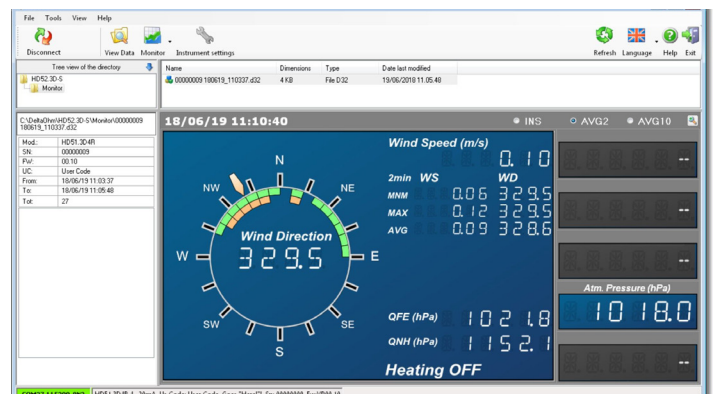 File Tools View Help
Disconnect View Data Monitor Instrument settings Refresh Language Help Exit
Tree view of the directory
HD52.3D-S
Monitor
Name Dimensions Type Date last modified
00000009 180619_110337.d32 4 KB File D32 19/06/2018 11.05.48
C:\DeltaOhm\HD52.3D-S\Monitor\00000009
180619_110337.d32
Mod.: HD51.3D4R
SN: 00000009
FW: 00.10
UC: User Code
From: 18/06/19 11:03:37
To: 18/06/19 11:05:48
Tot: 27
18/06/19 11:10:40 INS AVG2 AVG10
N
NE
E
SE
S
SW
W
NW
Wind Direction
329.5
Wind Speed (m/s)
0.10
2min WS WD
MNM 0.06 329.5
MAX 0.12 329.5
AVG 0.09 328.6
QFE (hPa) 1021.8
QNH (hPa) 1152.1
Heating OFF
--
--
--
Atm. Pressure (hPa)
1018.0
--